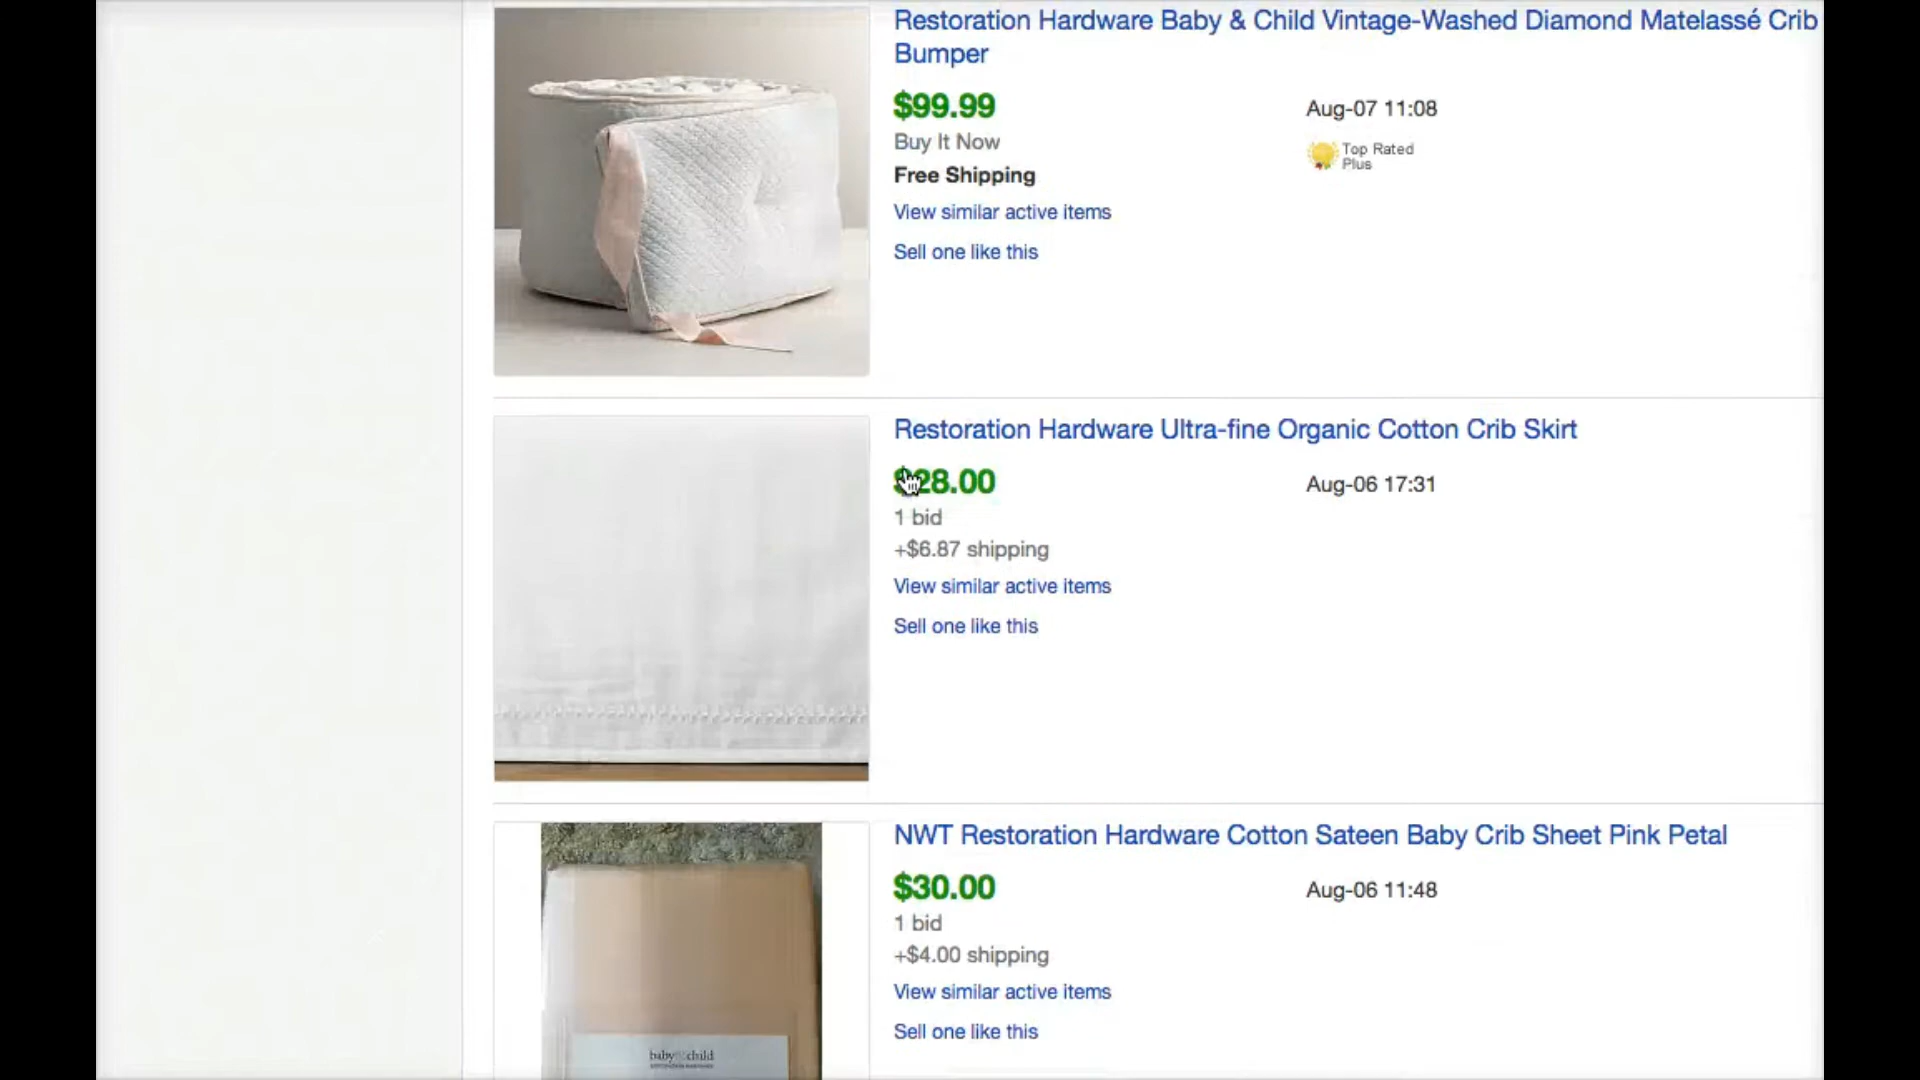 Restoration Hardware Baby & Child Vintage-Washed Diamond Matelassé Crib
Bumper
$99.99
Aug-07 11:08
Buy It Now
Top Rated
Plus
Free Shipping
View similar active items
Sell one like this
Restoration Hardware Ultra-fine Organic Cotton Crib Skirt
$28.00
Aug-06 17:31
1 bid
+$6.87 shipping
View similar active items
Sell one like this
NWT Restoration Hardware Cotton Sateen Baby Crib Sheet Pink Petal
$30.00
Aug-06 11:48
1 bid
+$4.00 shipping
View similar active items
Sell one like this
baby child